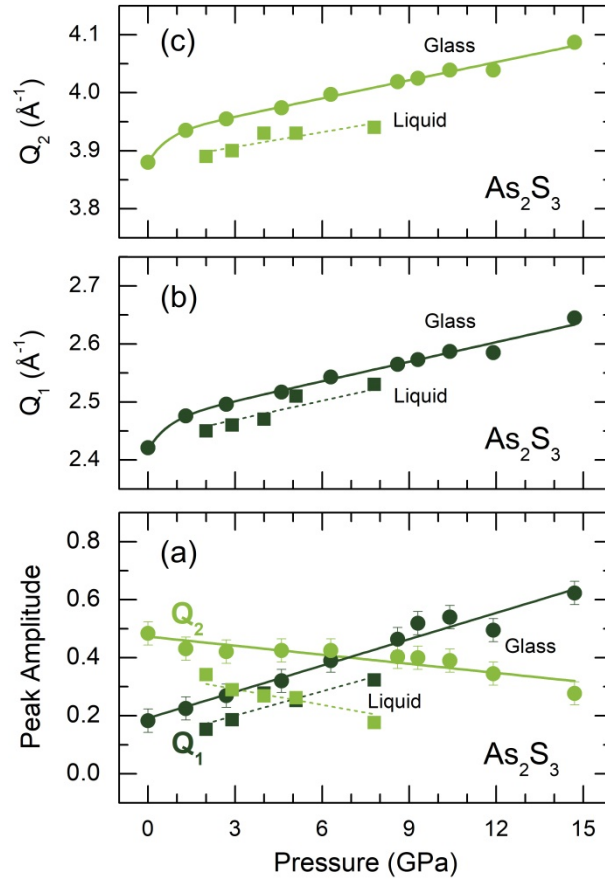 (c)
4.1
4.0
3.9
3.8
Q₂ (Å⁻¹)
Glass
Liquid
As₂S₃
(b)
2.7
2.6
2.5
2.4
Q₁ (Å⁻¹)
Glass
Liquid
As₂S₃
(a)
0.8
0.6
0.4
0.2
0.0
Peak Amplitude
Q₂
Glass
Liquid
Q₁
As₂S₃
0 3 6 9 12 15
Pressure (GPa)